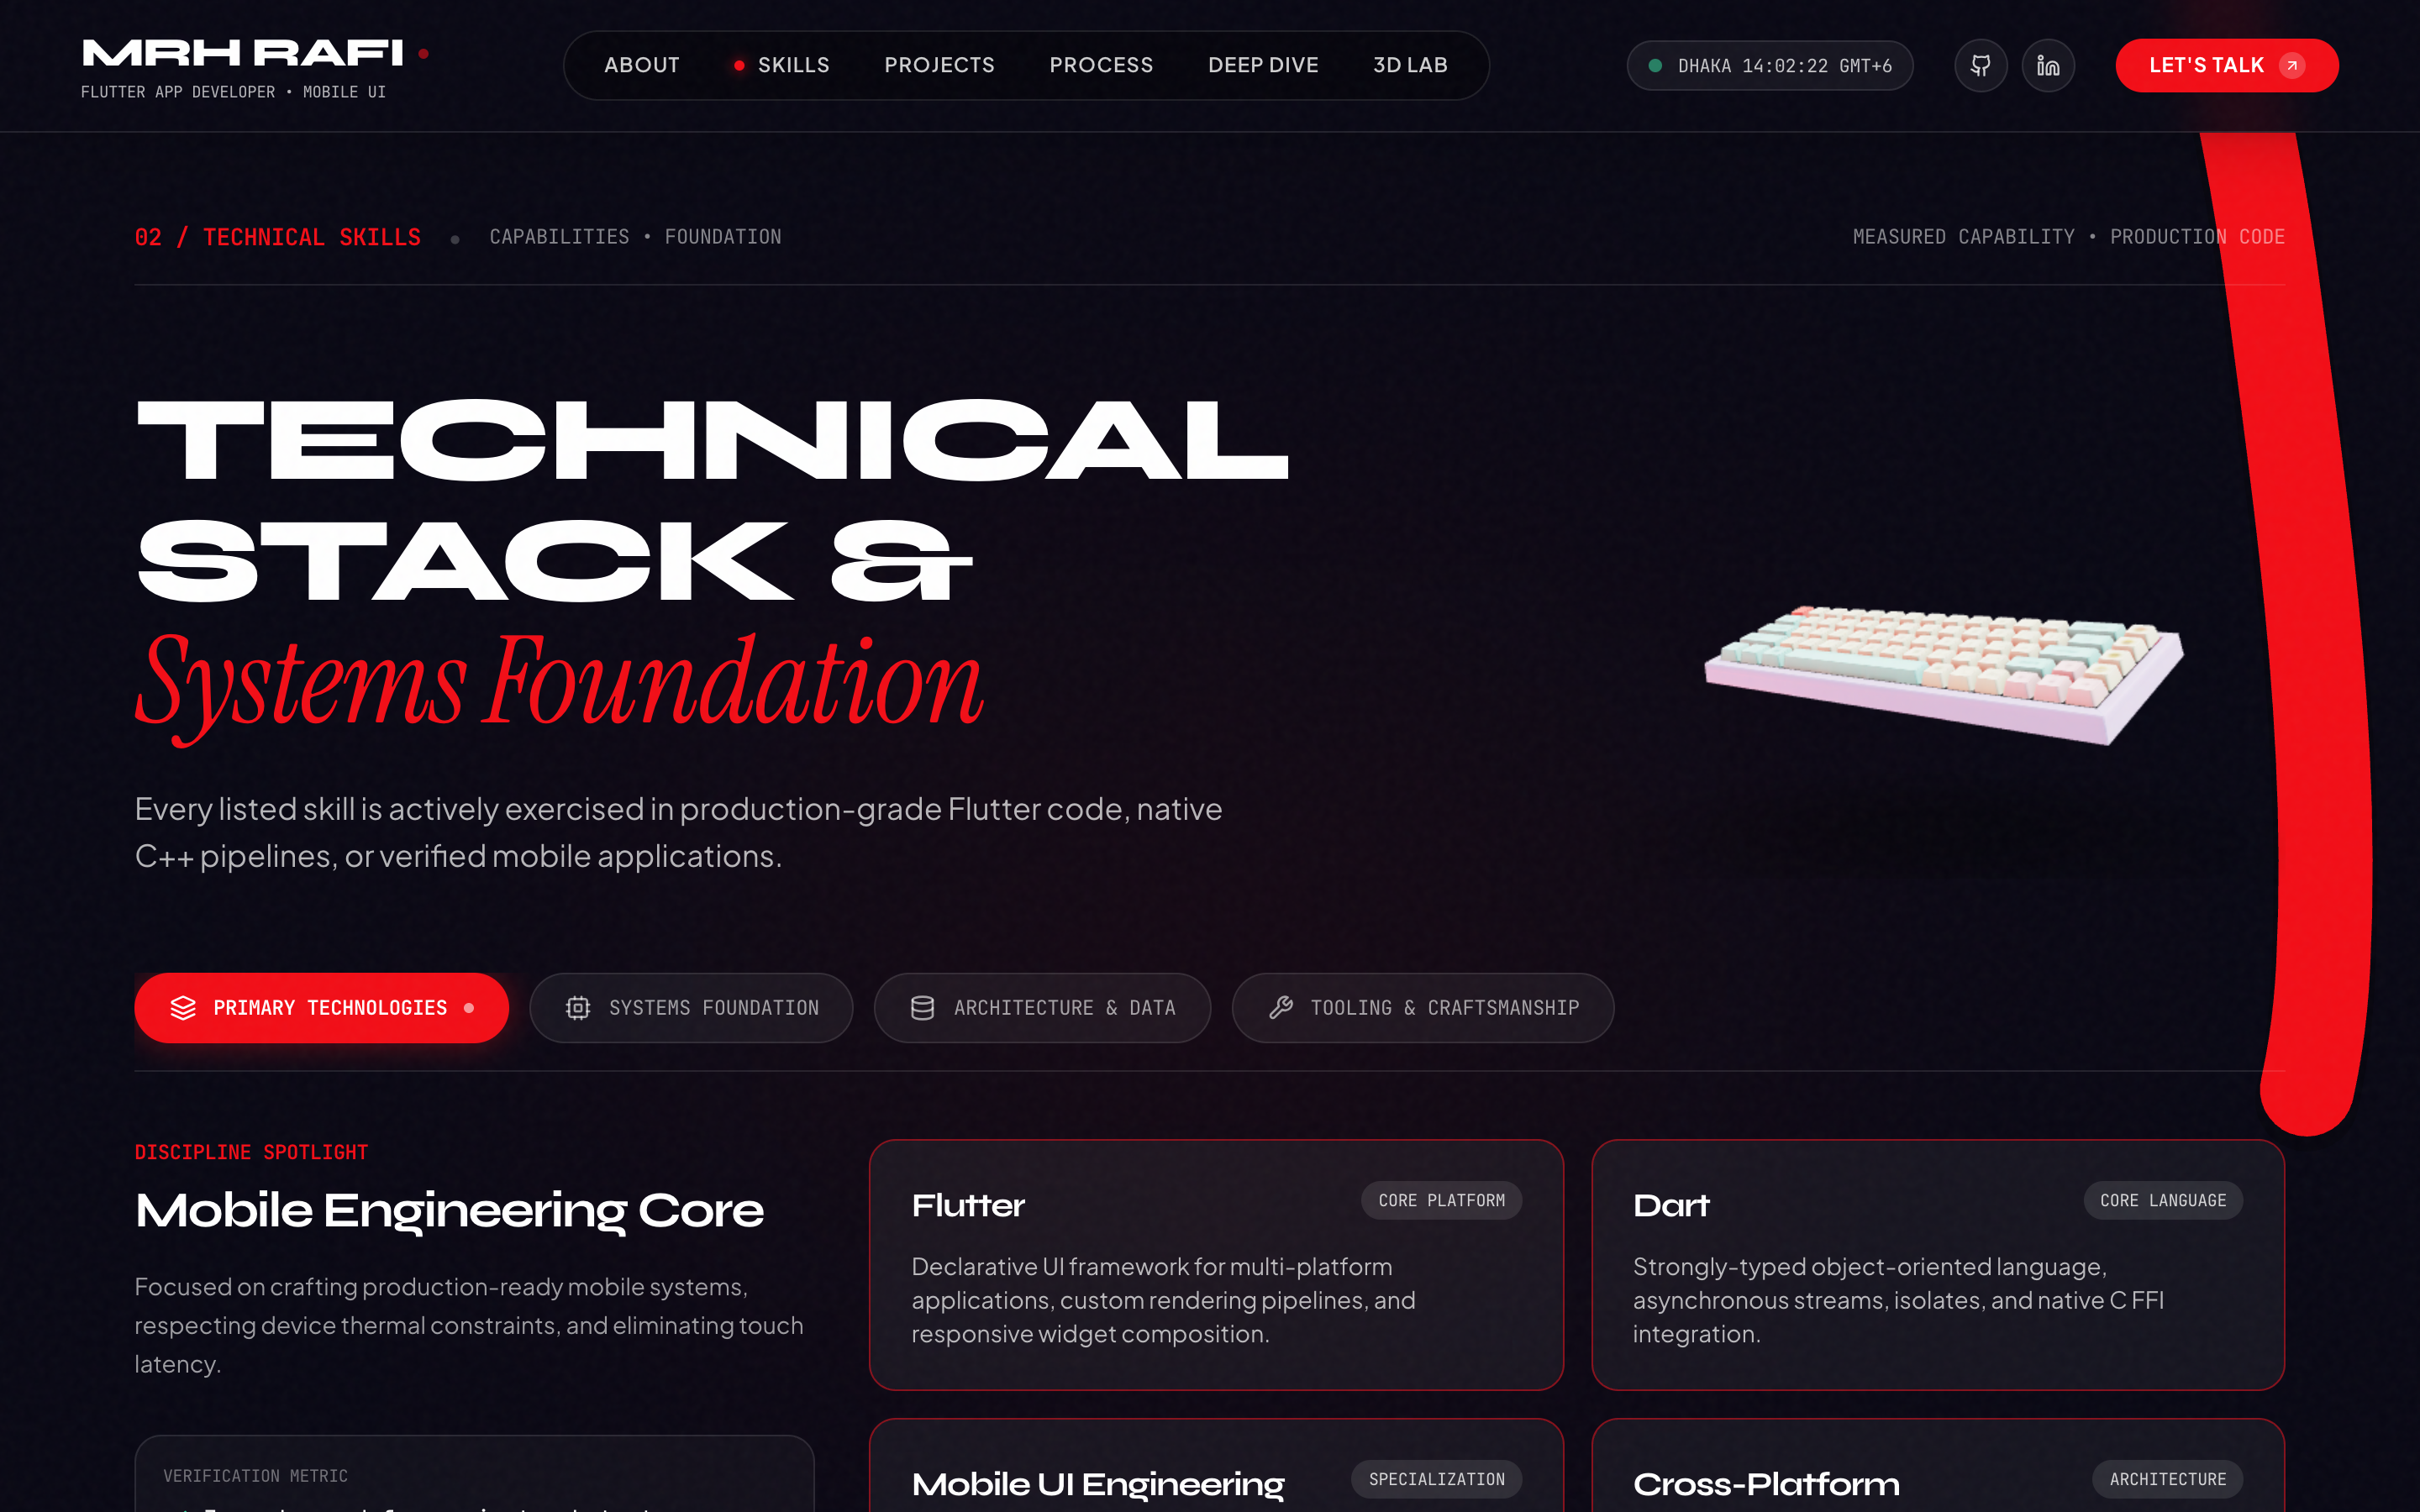 MRH RAFI
FLUTTER APP DEVELOPER • MOBILE UI
ABOUT
SKILLS
PROJECTS
PROCESS
DEEP DIVE
3D LAB
DHAKA 14:02:22 GMT+6
LET'S TALK
02 / TECHNICAL SKILLS
CAPABILITIES • FOUNDATION
MEASURED CAPABILITY • PRODUCTION CODE
TECHNICAL
STACK &
Systems Foundation
Every listed skill is actively exercised in production-grade Flutter code, native
C++ pipelines, or verified mobile applications.
PRIMARY TECHNOLOGIES
SYSTEMS FOUNDATION
ARCHITECTURE & DATA
TOOLING & CRAFTSMANSHIP
DISCIPLINE SPOTLIGHT
Mobile Engineering Core
Focused on crafting production-ready mobile systems,
respecting device thermal constraints, and eliminating touch
latency.
VERIFICATION METRIC
Flutter
CORE PLATFORM
Declarative UI framework for multi-platform
applications, custom rendering pipelines, and
responsive widget composition.
Dart
CORE LANGUAGE
Strongly-typed object-oriented language,
asynchronous streams, isolates, and native C FFI
integration.
Mobile UI Engineering
SPECIALIZATION
Cross-Platform
ARCHITECTURE